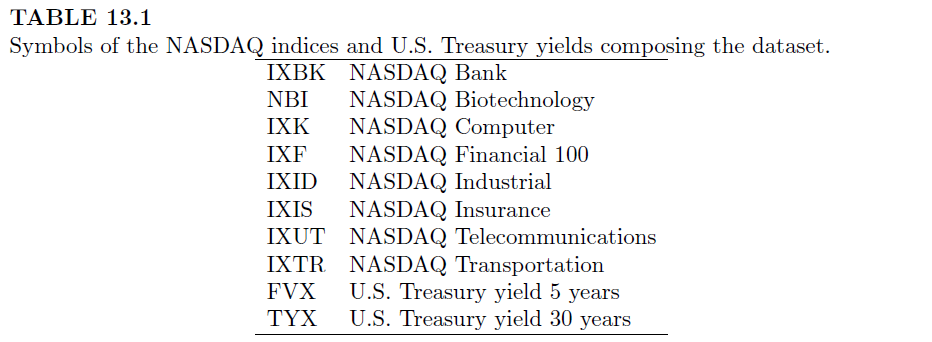 TABLE 13.1
Symbols of the NASDAQ indices and U.S. Treasury yields composing the dataset.
IXBK NASDAQ Bank
NBI NASDAQ Biotechnology
IXK NASDAQ Computer
IXF NASDAQ Financial 100
IXID NASDAQ Industrial
IXIS NASDAQ Insurance
IXUT NASDAQ Telecommunications
IXTR NASDAQ Transportation
FVX U.S. Treasury yield 5 years
TYX U.S. Treasury yield 30 years